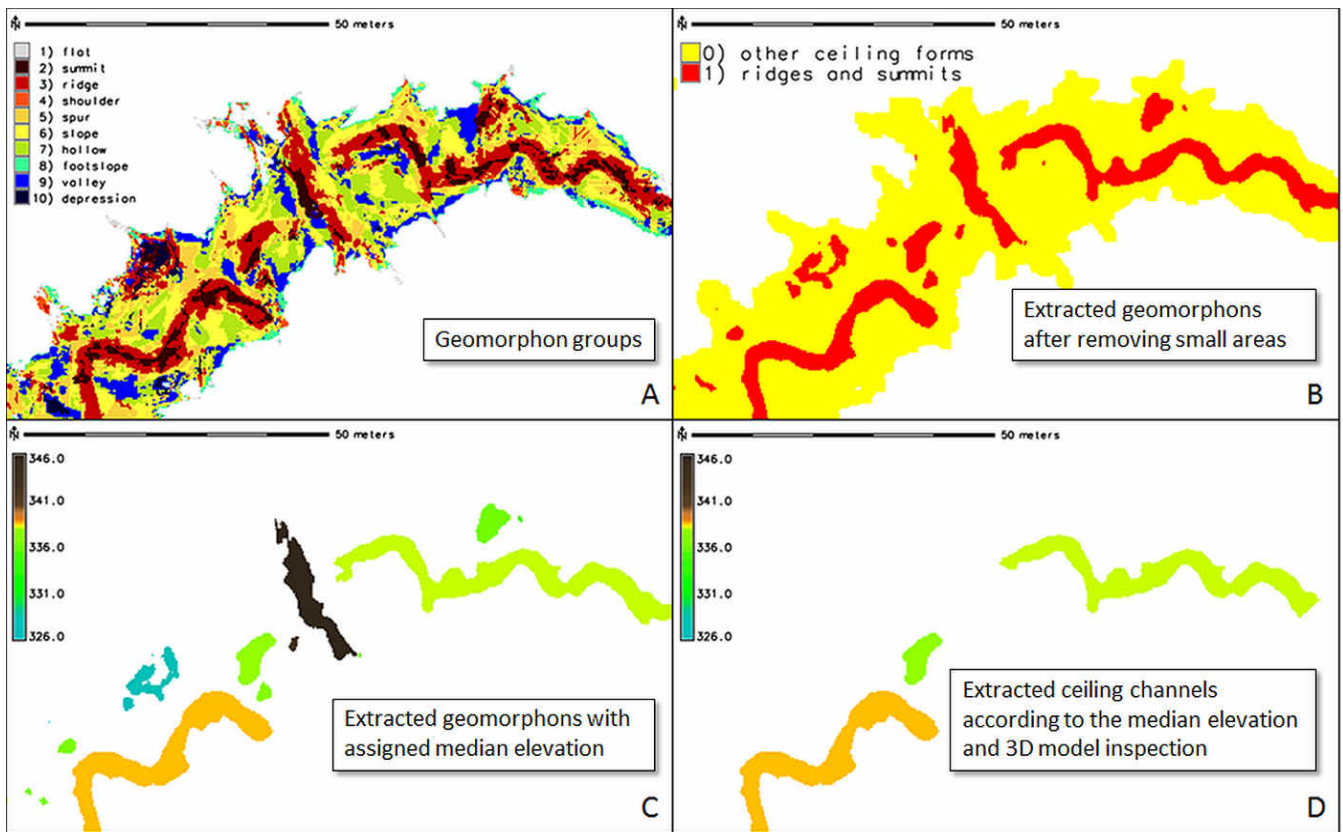 N 50 meters
1) flat
2) summit
3) ridge
4) shoulder
5) spur
6) slope
7) hollow
8) footslope
9) valley
10) depression
Geomorphon groups
A
N 50 meters
0) other ceiling forms
1) ridges and summits
Extracted geomorphons
after removing small areas
B
N 50 meters
346.0
341.0
336.0
331.0
326.0
Extracted geomorphons with
assigned median elevation
C
N 50 meters
346.0
341.0
336.0
331.0
326.0
Extracted ceiling channels
according to the median elevation
and 3D model inspection
D